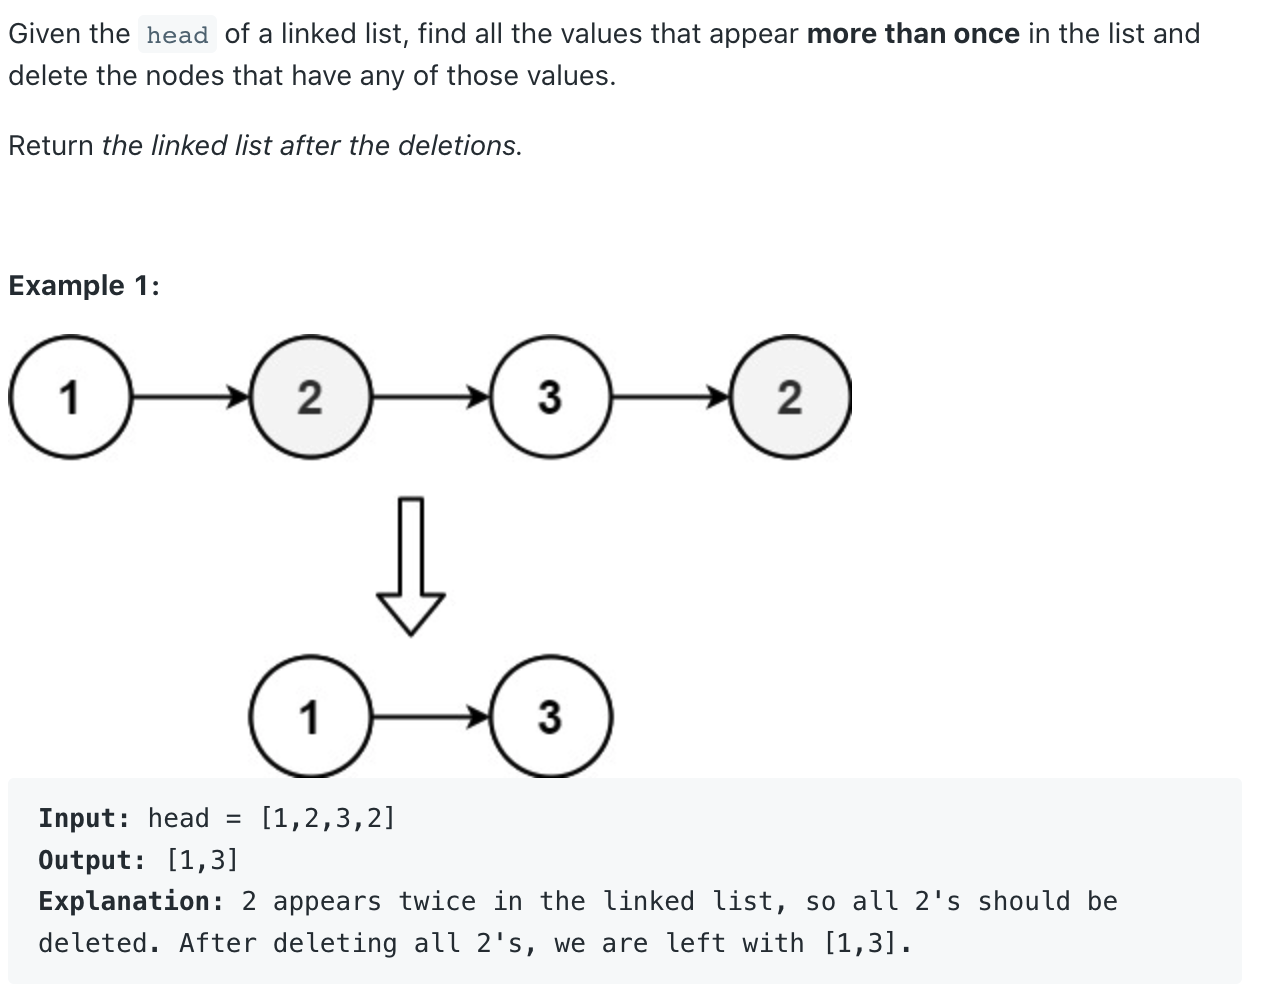 Given the head of a linked list, find all the values that appear more than once in the list and
delete the nodes that have any of those values.
Return the linked list after the deletions.
Example 1:
1 2 3 2
1 3
Input: head = [1,2,3,2]
Output: [1,3]
Explanation: 2 appears twice in the linked list, so all 2's should be
deleted. After deleting all 2's, we are left with [1,3].